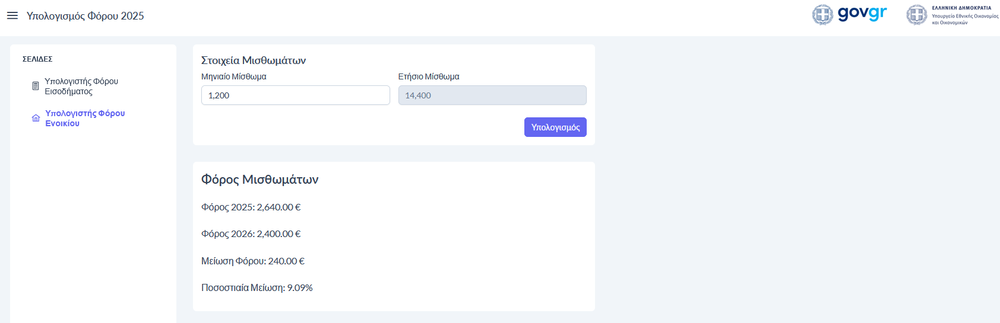 Υπολογισμός Φόρου 2025
govgr
ΕΛΛΗΝΙΚΗ ΔΗΜΟΚΡΑΤΙΑ
Υπουργείο Εθνικής Οικονομίας
και Οικονομικών
ΣΕΛΙΔΕΣ
Υπολογιστής Φόρου
Εισοδήματος
Υπολογιστής Φόρου
Ενοικίου
Στοιχεία Μισθωμάτων
Μηνιαίο Μίσθωμα
Ετήσιο Μίσθωμα
1,200
14,400
Υπολογισμός
Φόρος Μισθωμάτων
Φόρος 2025: 2,640.00 €
Φόρος 2026: 2,400.00 €
Μείωση Φόρου: 240.00 €
Ποσοστιαία Μείωση: 9.09%